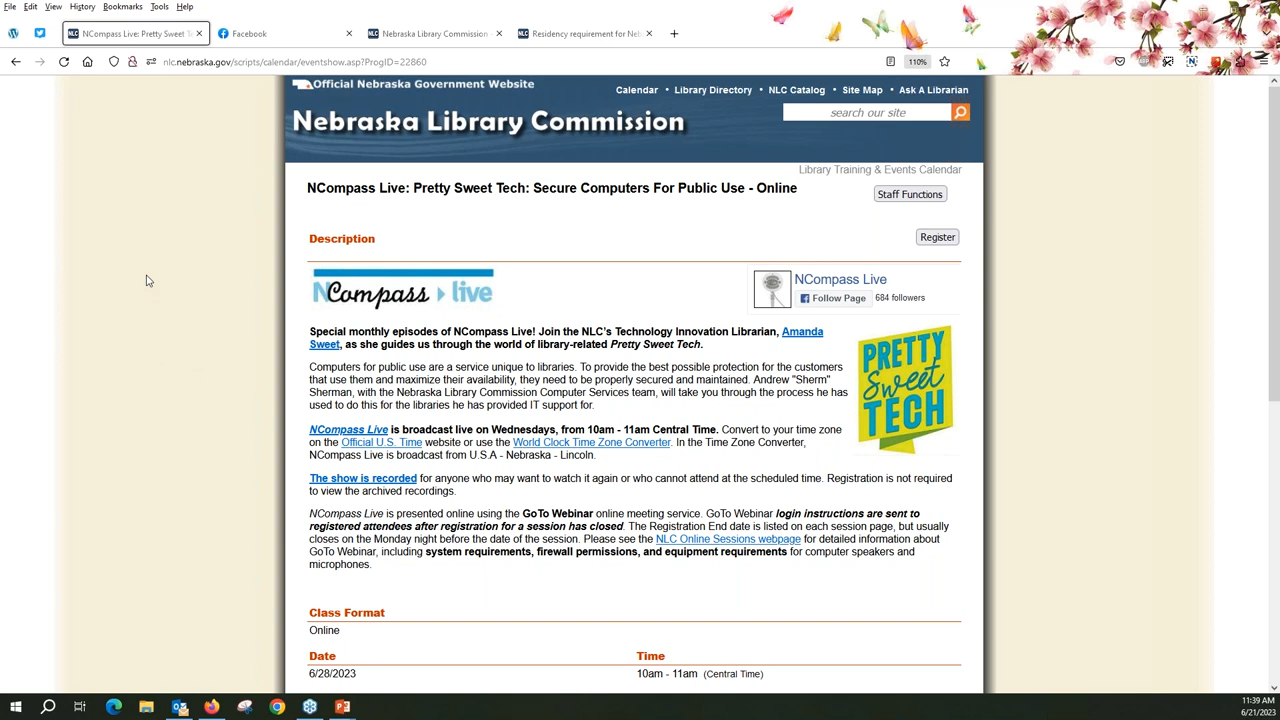 File Edit View History Bookmarks Tools Help
NCompass Live: Pretty Sweet Te
Facebook
Nebraska Library Commission -
Residency requirement for Neb
nlc.nebraska.gov/scripts/calendar/eventshow.asp?ProgID=22860
110%
Official Nebraska Government Website
Calendar • Library Directory • NLC Catalog • Site Map • Ask A Librarian
Nebraska Library Commission
search our site
Library Training & Events Calendar
NCompass Live: Pretty Sweet Tech: Secure Computers For Public Use - Online
Staff Functions
Description
Register
NCompass live
NCompass Live
Follow Page 684 followers
Special monthly episodes of NCompass Live! Join the NLC's Technology Innovation Librarian, Amanda
Sweet, as she guides us through the world of library-related Pretty Sweet Tech.
PRETTY
sweet
TECH
Computers for public use are a service unique to libraries. To provide the best possible protection for the customers
that use them and maximize their availability, they need to be properly secured and maintained. Andrew "Sherm"
Sherman, with the Nebraska Library Commission Computer Services team, will take you through the process he has
used to do this for the libraries he has provided IT support for.
NCompass Live is broadcast live on Wednesdays, from 10am - 11am Central Time. Convert to your time zone
on the Official U.S. Time website or use the World Clock Time Zone Converter. In the Time Zone Converter,
NCompass Live is broadcast from U.S.A - Nebraska - Lincoln.
The show is recorded for anyone who may want to watch it again or who cannot attend at the scheduled time. Registration is not required
to view the archived recordings.
NCompass Live is presented online using the GoTo Webinar online meeting service. GoTo Webinar login instructions are sent to
registered attendees after registration for a session has closed. The Registration End date is listed on each session page, but usually
closes on the Monday night before the date of the session. Please see the NLC Online Sessions webpage for detailed information about
GoTo Webinar, including system requirements, firewall permissions, and equipment requirements for computer speakers and
microphones.
Class Format
Online
Date Time
6/28/2023 10am - 11am (Central Time)
11:39 AM
6/21/2023